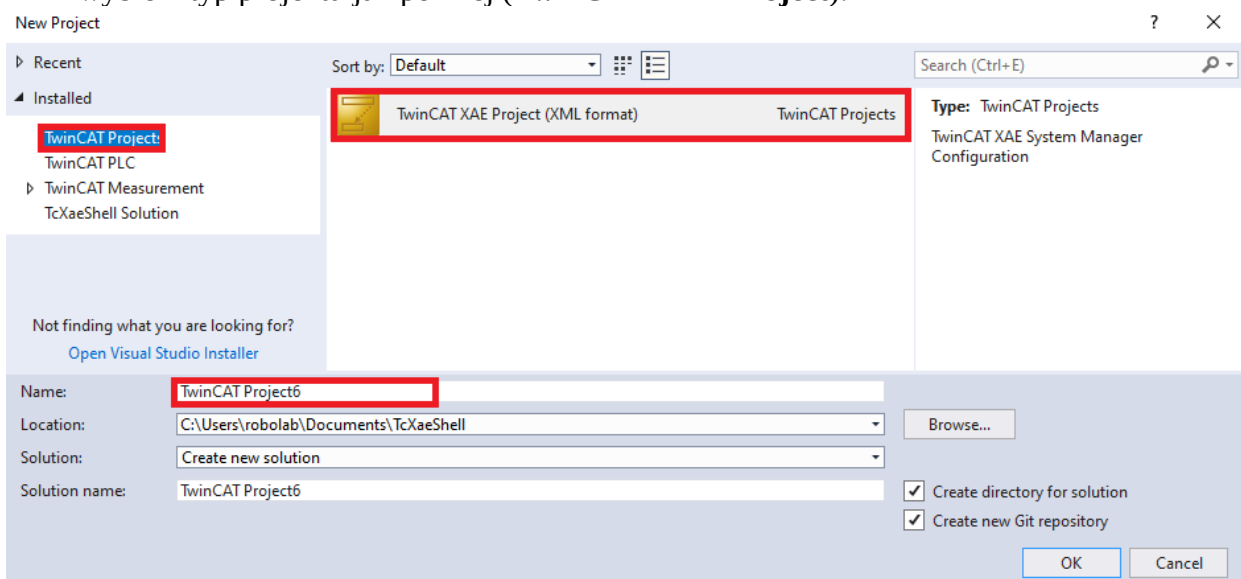 typ projektu
New Project ? ×
Recent
Sort by: Default
Search (Ctrl+E)
Installed
TwinCAT Projects
TwinCAT PLC
TwinCAT Measurement
TcXaeShell Solution
TwinCAT XAE Project (XML format) TwinCAT Projects
Type: TwinCAT Projects
TwinCAT XAE System Manager
Configuration
Not finding what you are looking for?
Open Visual Studio Installer
Name: TwinCAT Project6
Location: C:\Users\robolab\Documents\TcXaeShell Browse...
Solution: Create new solution
Solution name: TwinCAT Project6
Create directory for solution
Create new Git repository
OK Cancel